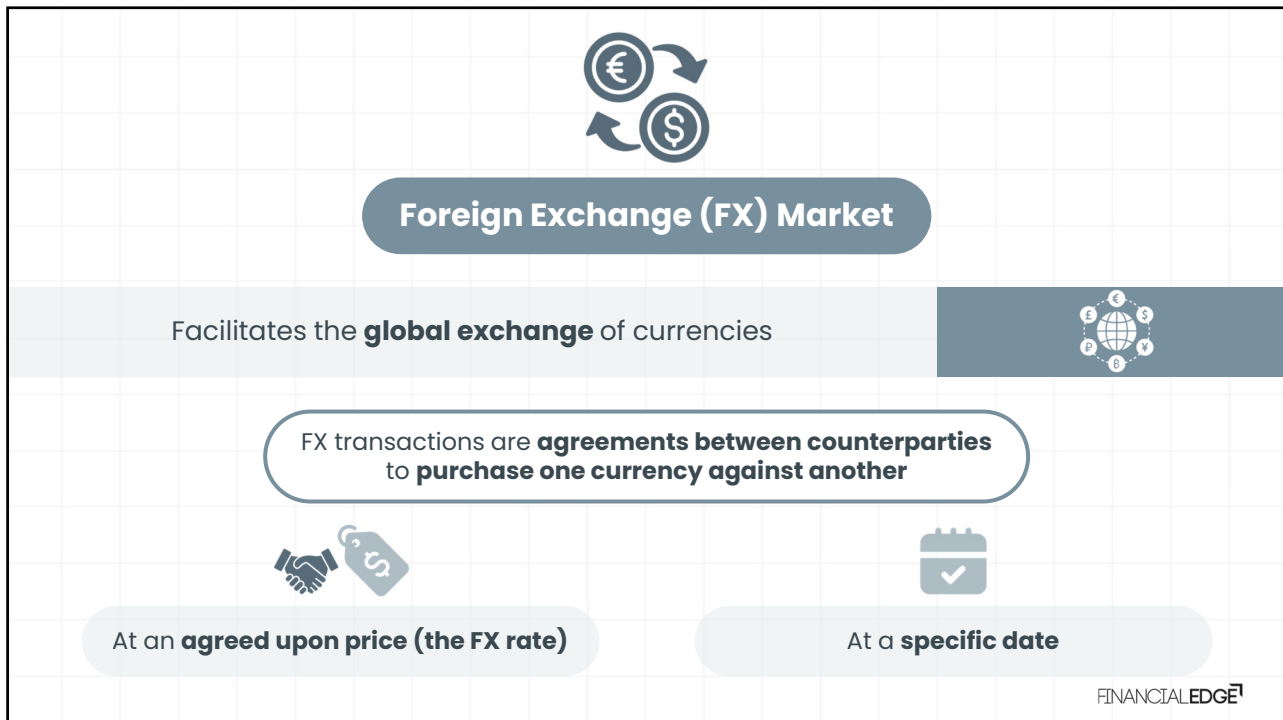 €
$
Foreign Exchange (FX) Market
Facilitates the global exchange of currencies
€
£
$
₽
¥
B
FX transactions are agreements between counterparties
to purchase one currency against another
$
At an agreed upon price (the FX rate)
At a specific date
FINANCIALEDGE